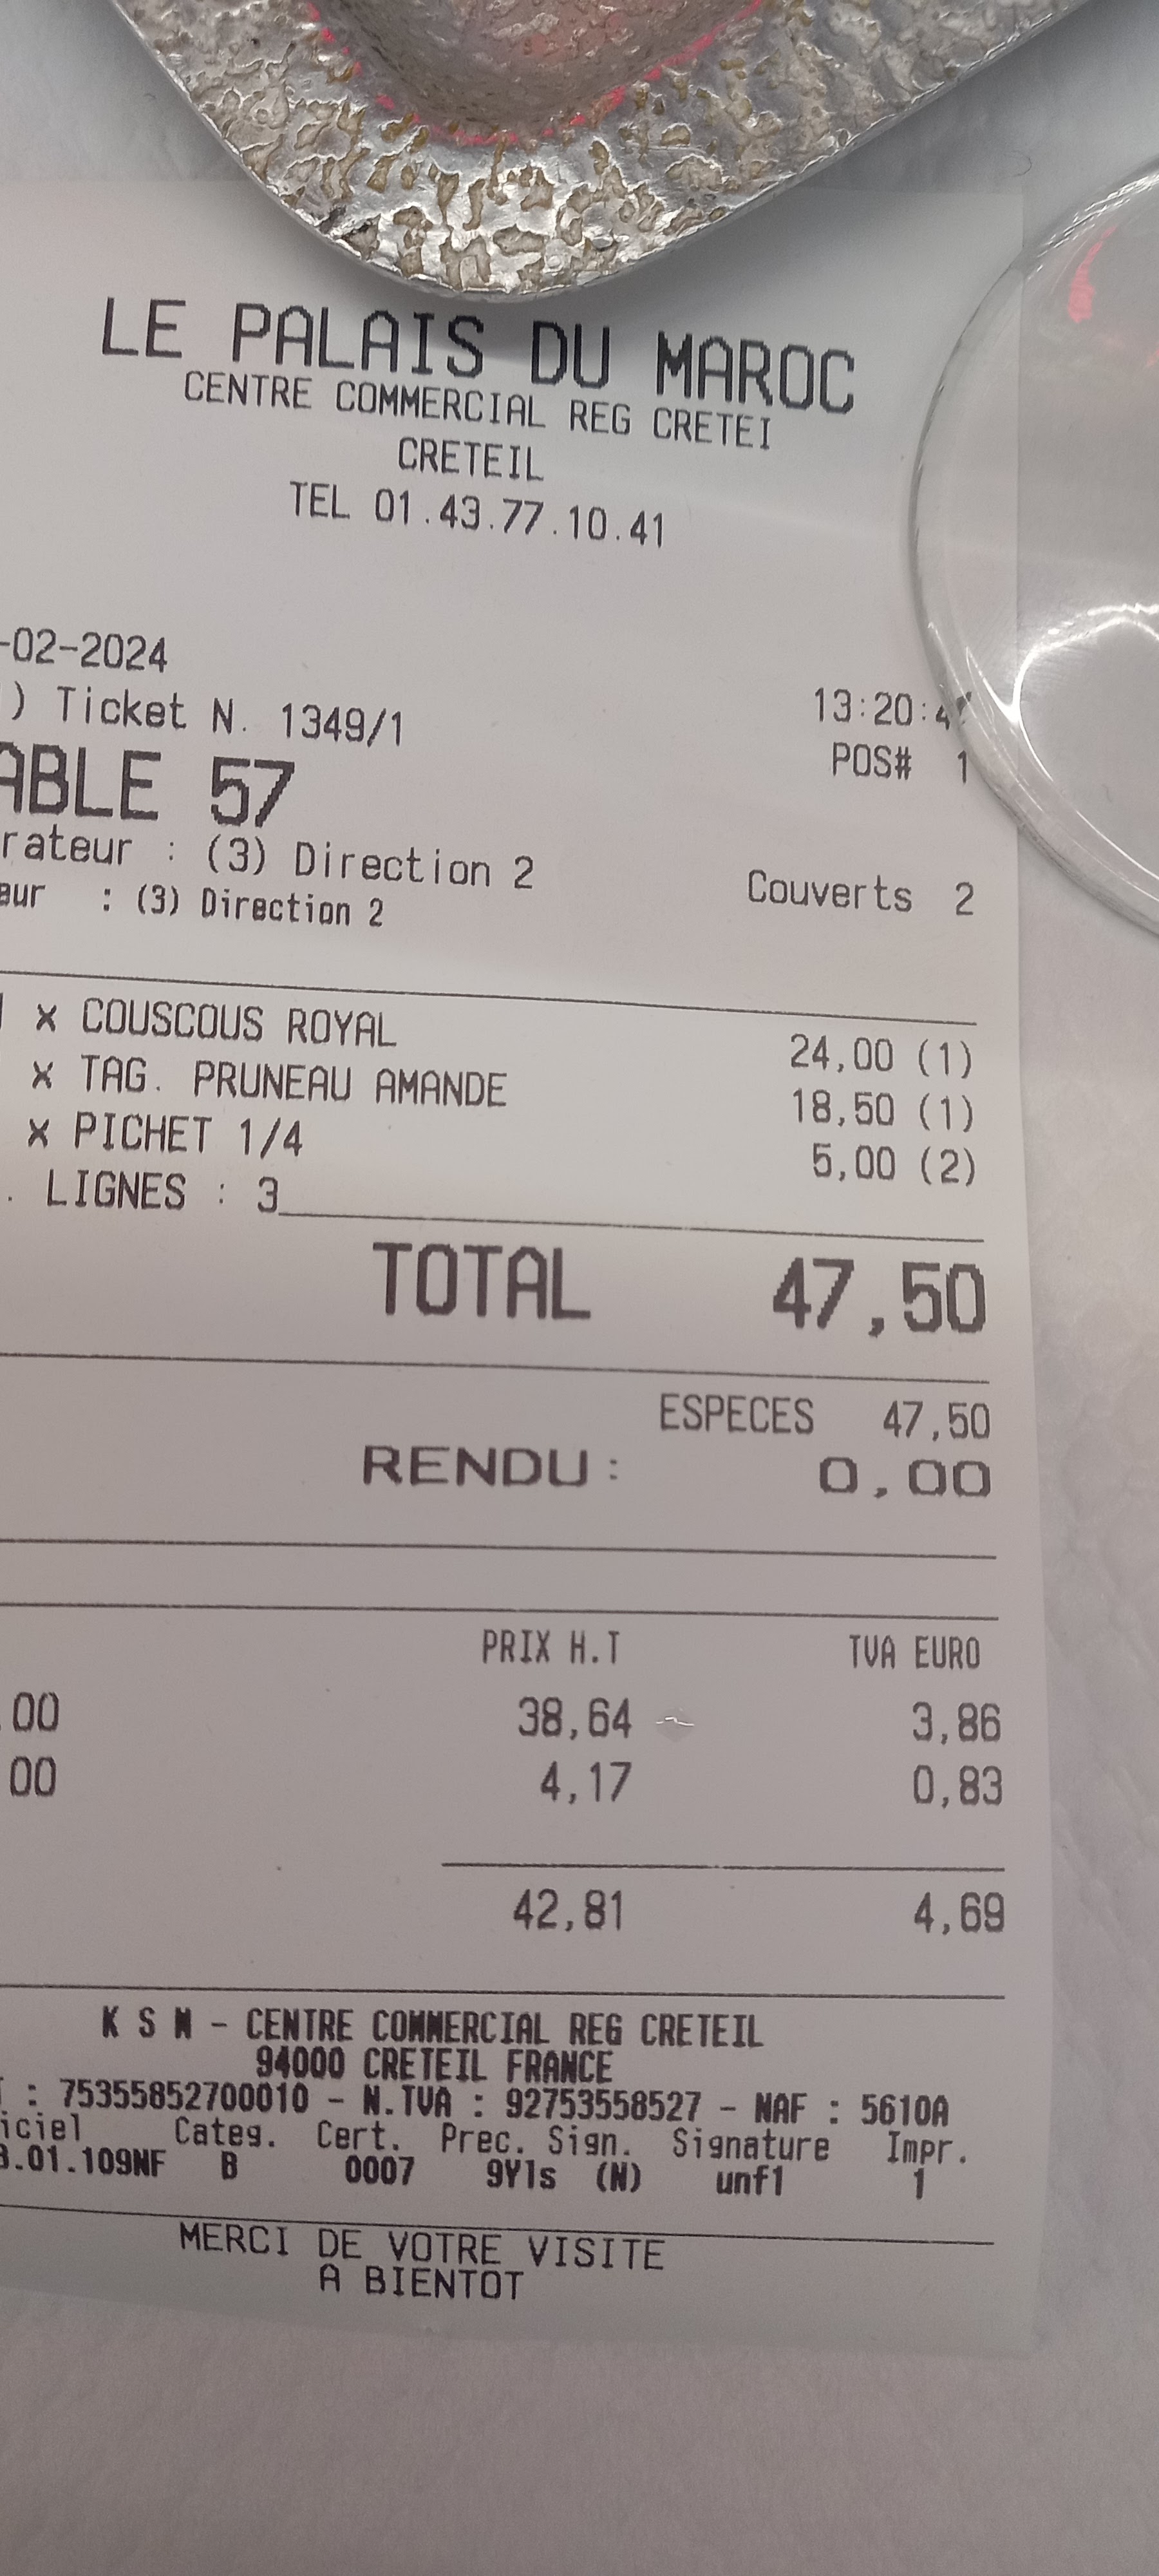 LE PALAIS DU MAROC
CENTRE COMMERCIAL REG CRETEI
CRETEIL
TEL 01.43.77.10.41
-02-2024
) Ticket N. 1349/1 13:20:4
ABLE 57 POS# 1
rateur : (3) Direction 2
eur : (3) Direction 2 Couverts 2
x COUSCOUS ROYAL 24,00 (1)
x TAG. PRUNEAU AMANDE 18,50 (1)
x PICHET 1/4 5,00 (2)
. LIGNES : 3
TOTAL 47,50
ESPECES 47,50
RENDU : 0,00
PRIX H.T TVA EURO
.00 38,64 3,86
00 4,17 0,83
42,81 4,69
K S M - CENTRE COMMERCIAL REG CRETEIL
94000 CRETEIL FRANCE
: 75355852700010 - N.TVA : 92753558527 - NAF : 5610A
iciel Categ. Cert. Prec. Sign. Signature Impr.
.01.109NF B 0007 9Yls (N) unf1 1
MERCI DE VOTRE VISITE
A BIENTOT